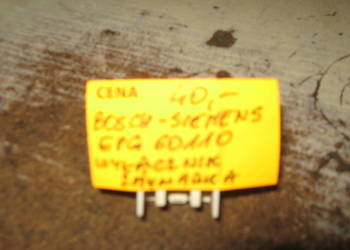 CENA 40,-
BOSCH-SIEMENS
EPG 60110
WYŁĄCZNIK
ZMYWARKA